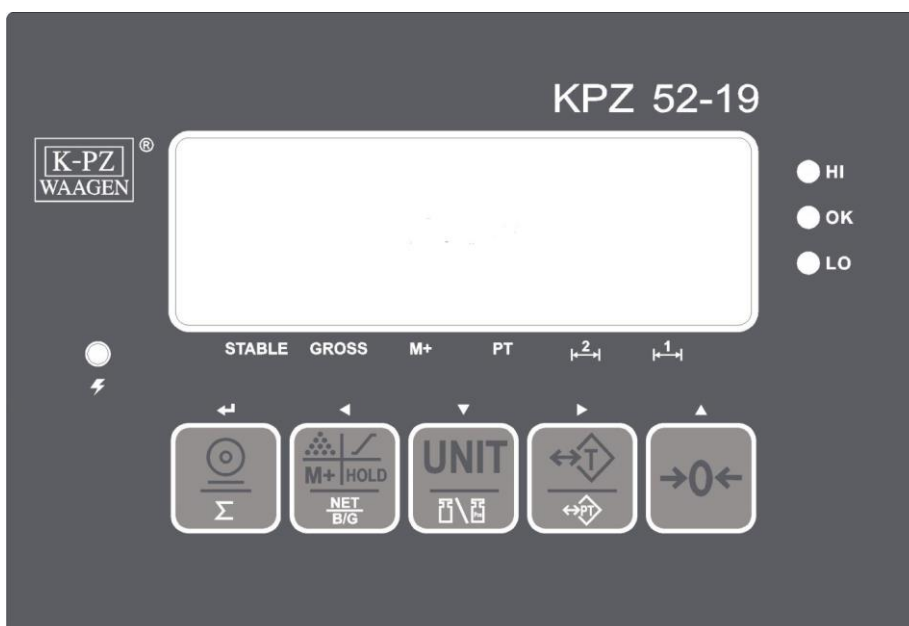 KPZ 52-19
K-PZ ®
WAAGEN
HI
OK
LO
STABLE GROSS M+ PT 2 1
M+ HOLD UNIT T →0←
Σ NET B/G PT